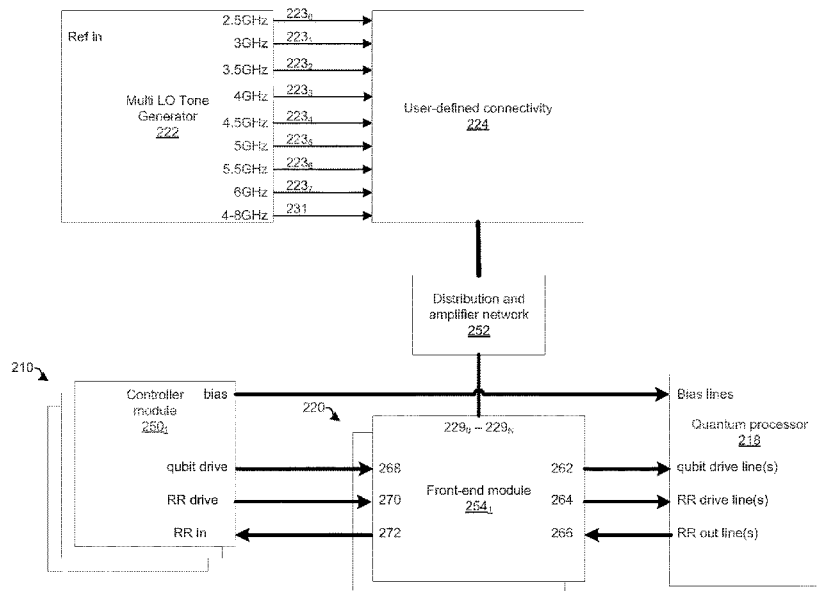 Ref in
Multi LO Tone
Generator
222
2.5GHz 223₀
3GHz 223₁
3.5GHz 223₂
4GHz 223₃
4.5GHz 223₄
5GHz 223₅
5.5GHz 223₆
6GHz 223₇
4-8GHz 231
User-defined connectivity
224
Distribution and
amplifier network
252
210
Controller
module
250₁
bias
qubit drive
RR drive
RR in
220
229₀ – 229ₖ
268
270
272
Front-end module
254₁
262
264
266
Bias lines
Quantum processor
218
qubit drive line(s)
RR drive line(s)
RR out line(s)